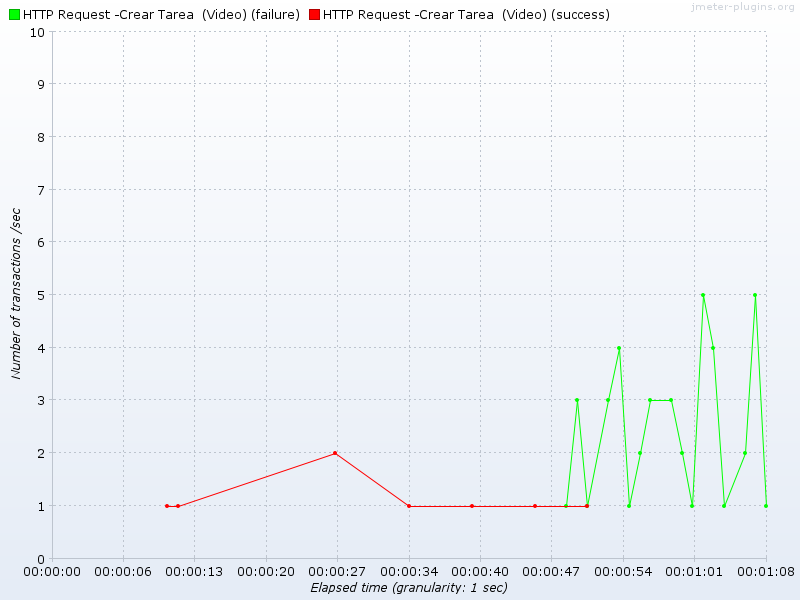 HTTP Request -Crear Tarea  (Video) (failure) HTTP Request -Crear Tarea  (Video) (success)
jmeter-plugins.org
10
9
8
7
6
5
4
3
2
1
0
Number of transactions /sec
00:00:00 00:00:06 00:00:13 00:00:20 00:00:27 00:00:34 00:00:40 00:00:47 00:00:54 00:01:01 00:01:08
Elapsed time (granularity: 1 sec)